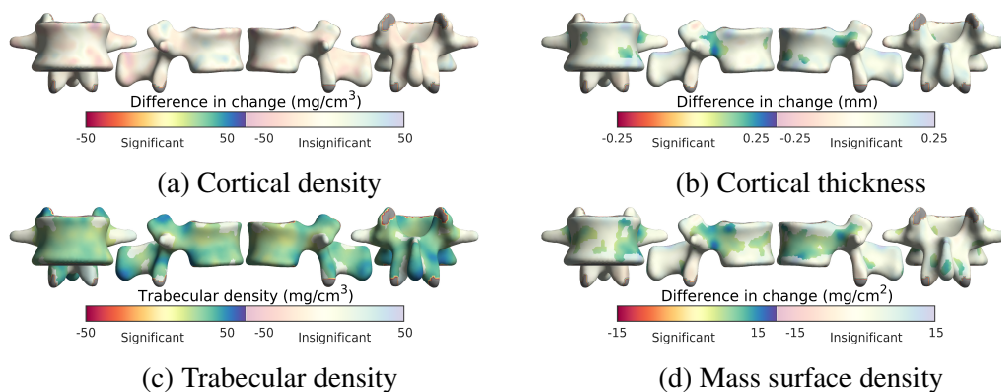 Difference in change (mg/cm³)
-50 50 -50 50
Significant Insignificant
(a) Cortical density
Difference in change (mm)
-0.25 0.25 -0.25 0.25
Significant Insignificant
(b) Cortical thickness
Trabecular density (mg/cm³)
-50 50 -50 50
Significant Insignificant
(c) Trabecular density
Difference in change (mg/cm²)
-15 15 -15 15
Significant Insignificant
(d) Mass surface density